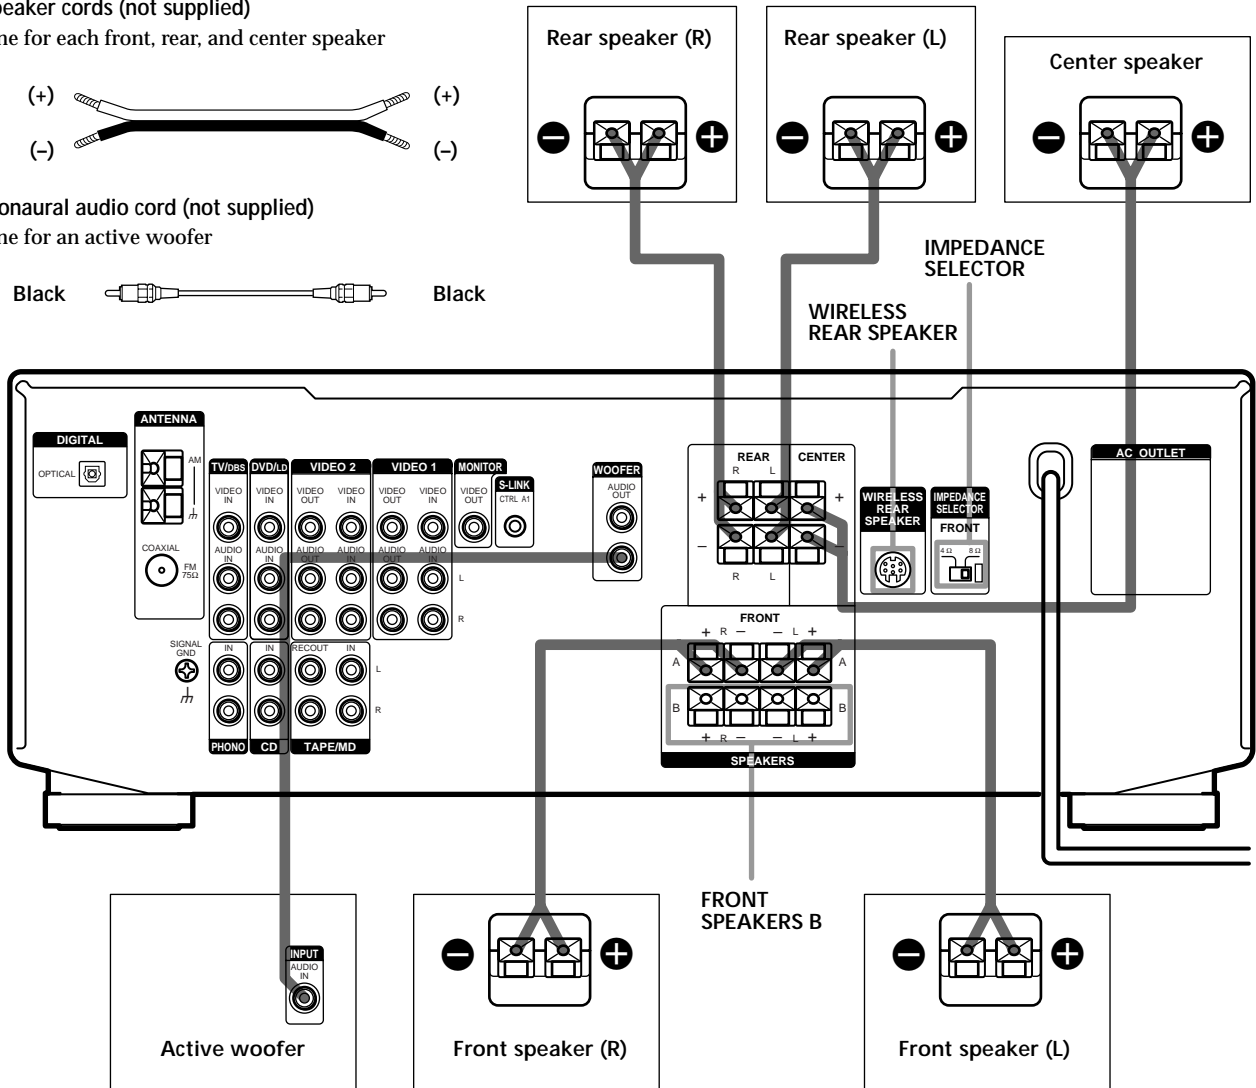 peaker cords (not supplied)
ne for each front, rear, and center speaker
(+) (+)
(–) (–)
onaural audio cord (not supplied)
ne for an active woofer
Black Black
Rear speaker (R)
Rear speaker (L)
Center speaker
IMPEDANCE
SELECTOR
WIRELESS
REAR SPEAKER
DIGITAL
OPTICAL
ANTENNA
AM
COAXIAL
FM
75Ω
SIGNAL
GND
TV/DBS DVD/LD VIDEO 2 VIDEO 1 MONITOR
VIDEO IN
VIDEO IN
VIDEO OUT
VIDEO IN
VIDEO OUT
VIDEO IN
VIDEO OUT
S-LINK
CTRL A1
AUDIO IN
AUDIO IN
AUDIO OUT
AUDIO IN
AUDIO OUT
AUDIO IN
L
R
IN IN RECOUT IN
L
R
PHONO CD TAPE/MD
WOOFER
AUDIO
OUT
REAR CENTER
R L
+ +
– –
R L
WIRELESS
REAR
SPEAKER
IMPEDANCE
SELECTOR
FRONT
4 Ω 8 Ω
AC OUTLET
FRONT
+ R – – L +
A A
B B
+ R – – L +
SPEAKERS
FRONT
SPEAKERS B
INPUT
AUDIO
IN
Active woofer
Front speaker (R)
Front speaker (L)